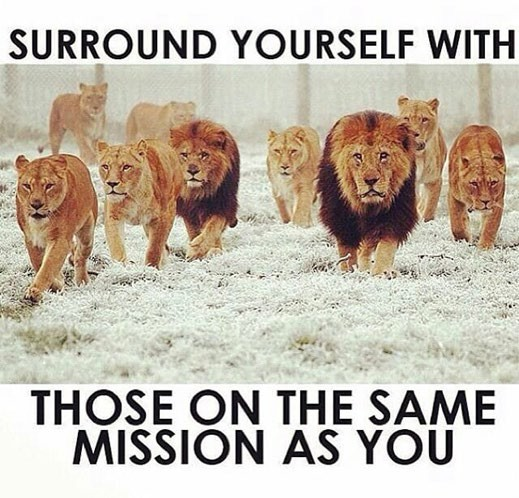 SURROUND YOURSELF WITH
THOSE ON THE SAME
MISSION AS YOU